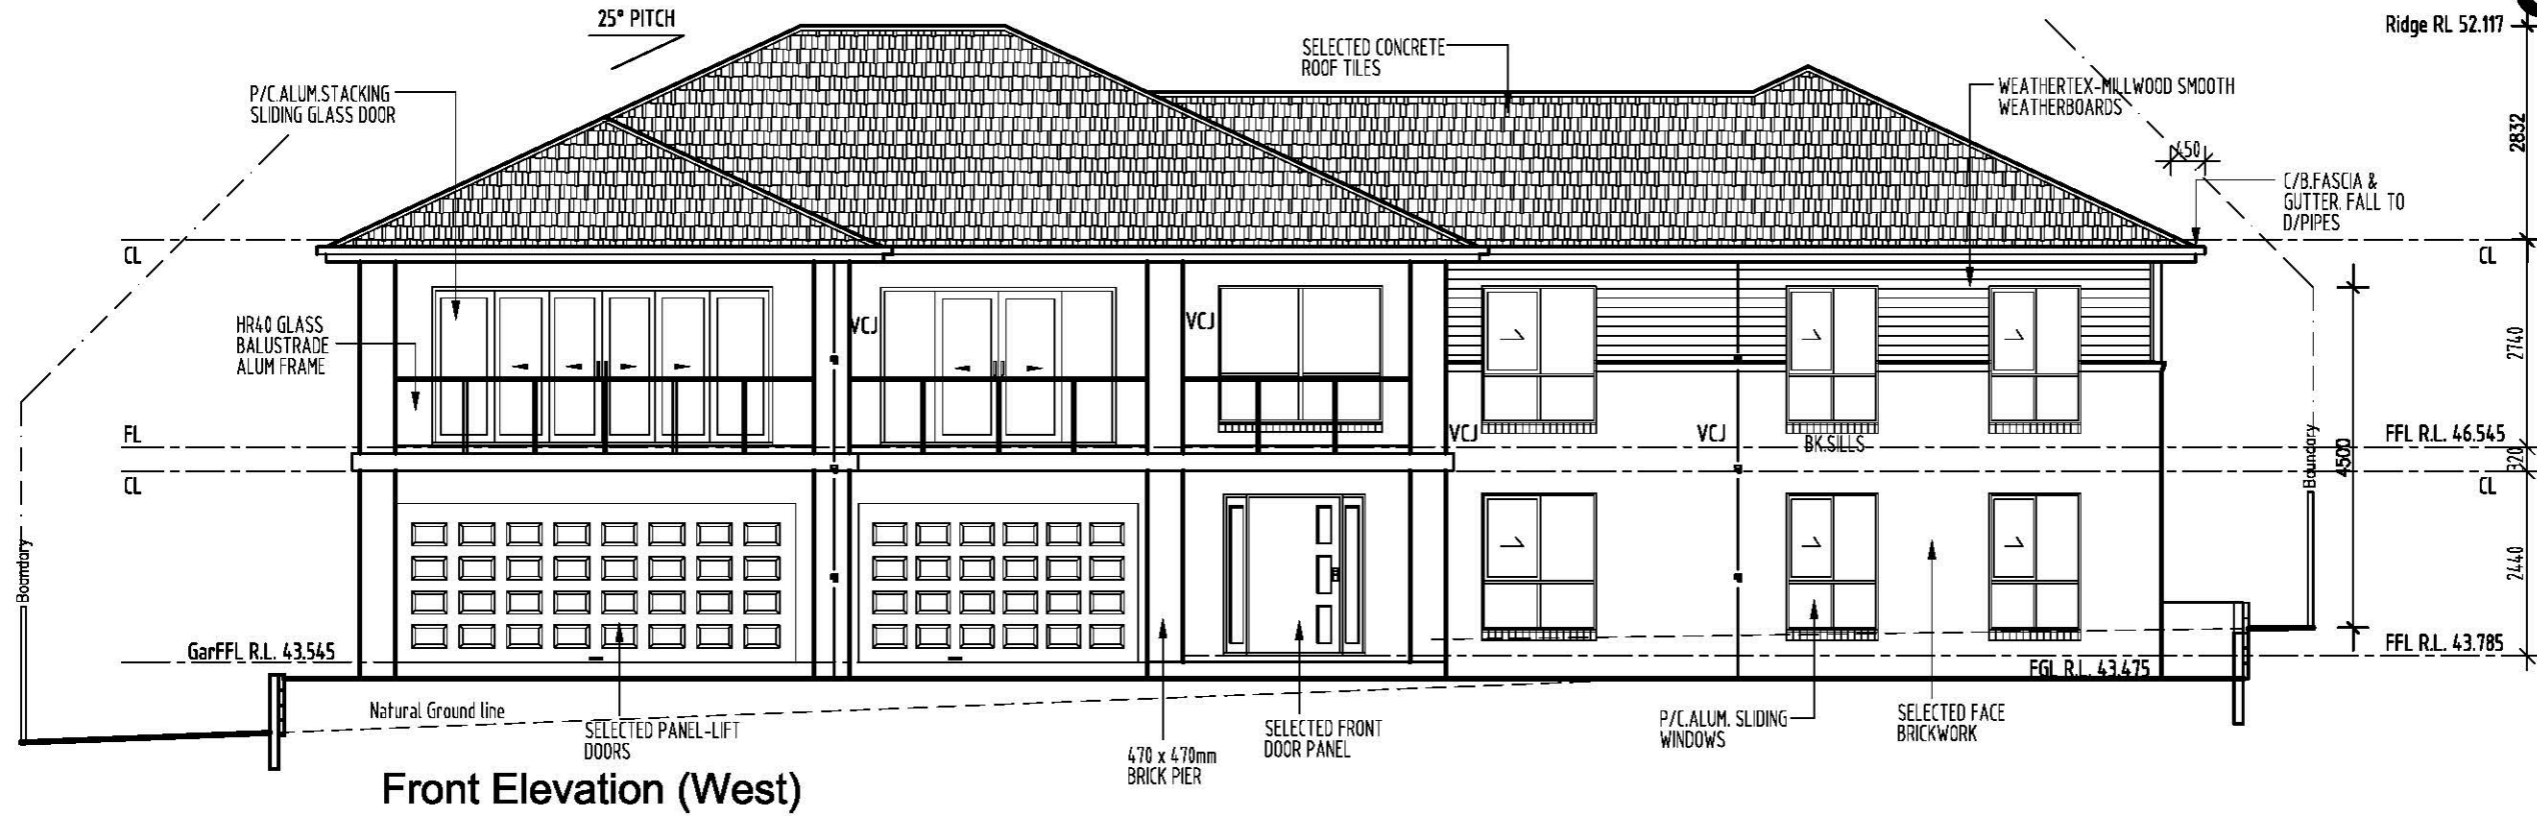 25° PITCH
Ridge RL 52.117
SELECTED CONCRETE
ROOF TILES
P/C.ALUM.STACKING
SLIDING GLASS DOOR
WEATHERTEX-MILLWOOD SMOOTH
WEATHERBOARDS
2832
450
C/B.FASCIA &
GUTTER. FALL TO
D/PIPES
CL
CL
HR40 GLASS
BALUSTRADE
ALUM FRAME
VCJ
VCJ
2740
FL
VCJ
VCJ
BK.SILLS
FFL R.L. 46.545
Boundary
4500
320
CL
CL
Boundary
2440
GarFFL R.L. 43.545
FFL R.L. 43.785
FGL R.L. 43.475
Natural Ground line
SELECTED PANEL-LIFT
DOORS
470 x 470mm
BRICK PIER
SELECTED FRONT
DOOR PANEL
P/C.ALUM. SLIDING
WINDOWS
SELECTED FACE
BRICKWORK
Front Elevation (West)